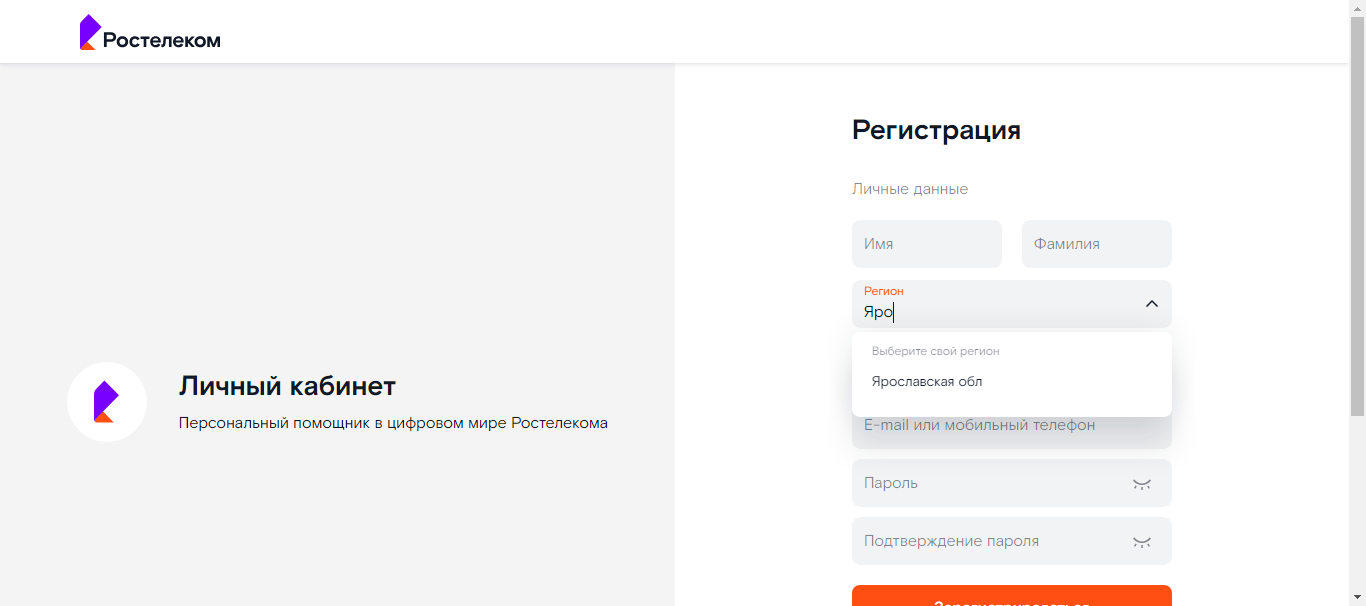 Ростелеком
Регистрация
Личные данные
Имя
Фамилия
Регион
Яро
Выберите свой регион
Ярославская обл
E-mail или мобильный телефон
Пароль
Подтверждение пароля
Зарегистрироваться
Личный кабинет
Персональный помощник в цифровом мире Ростелекома